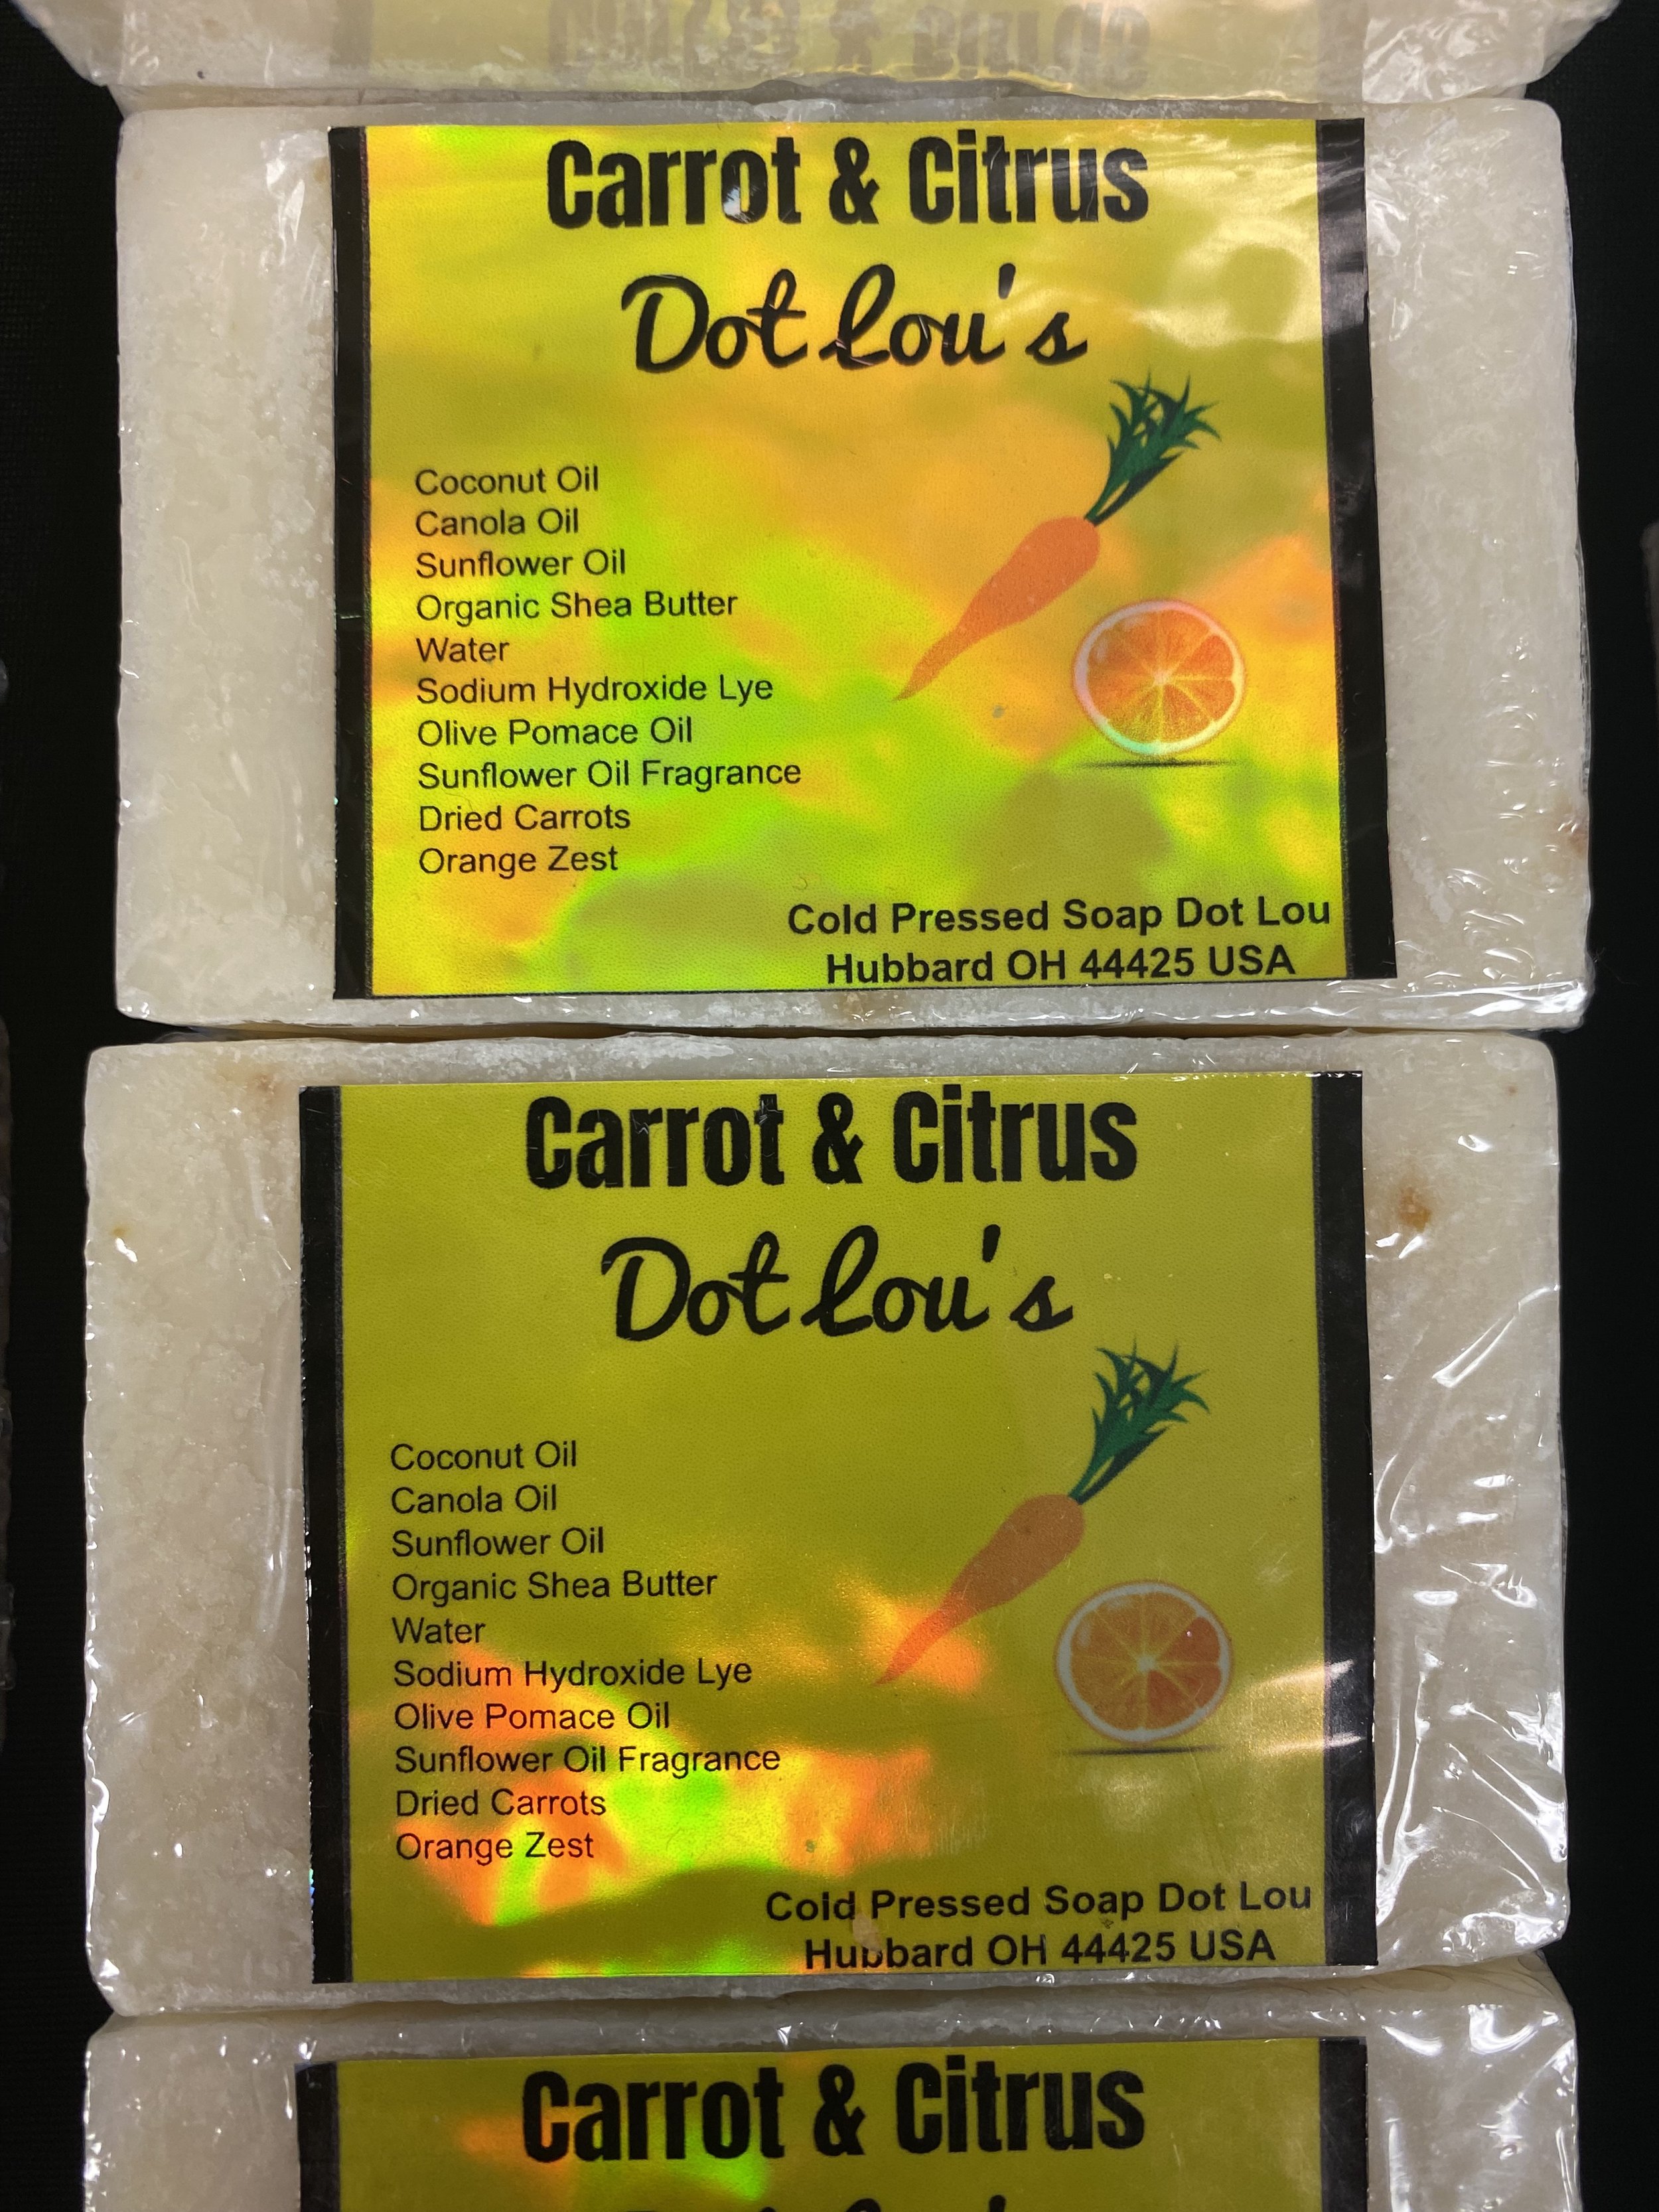 Carrot & Citrus
Dot Lou's
Coconut Oil
Canola Oil
Sunflower Oil
Organic Shea Butter
Water
Sodium Hydroxide Lye
Olive Pomace Oil
Sunflower Oil Fragrance
Dried Carrots
Orange Zest
Cold Pressed Soap Dot Lou
Hubbard OH 44425 USA
Carrot & Citrus
Dot Lou's
Coconut Oil
Canola Oil
Sunflower Oil
Organic Shea Butter
Water
Sodium Hydroxide Lye
Olive Pomace Oil
Sunflower Oil Fragrance
Dried Carrots
Orange Zest
Cold Pressed Soap Dot Lou
Hubbard OH 44425 USA
Carrot & Citrus